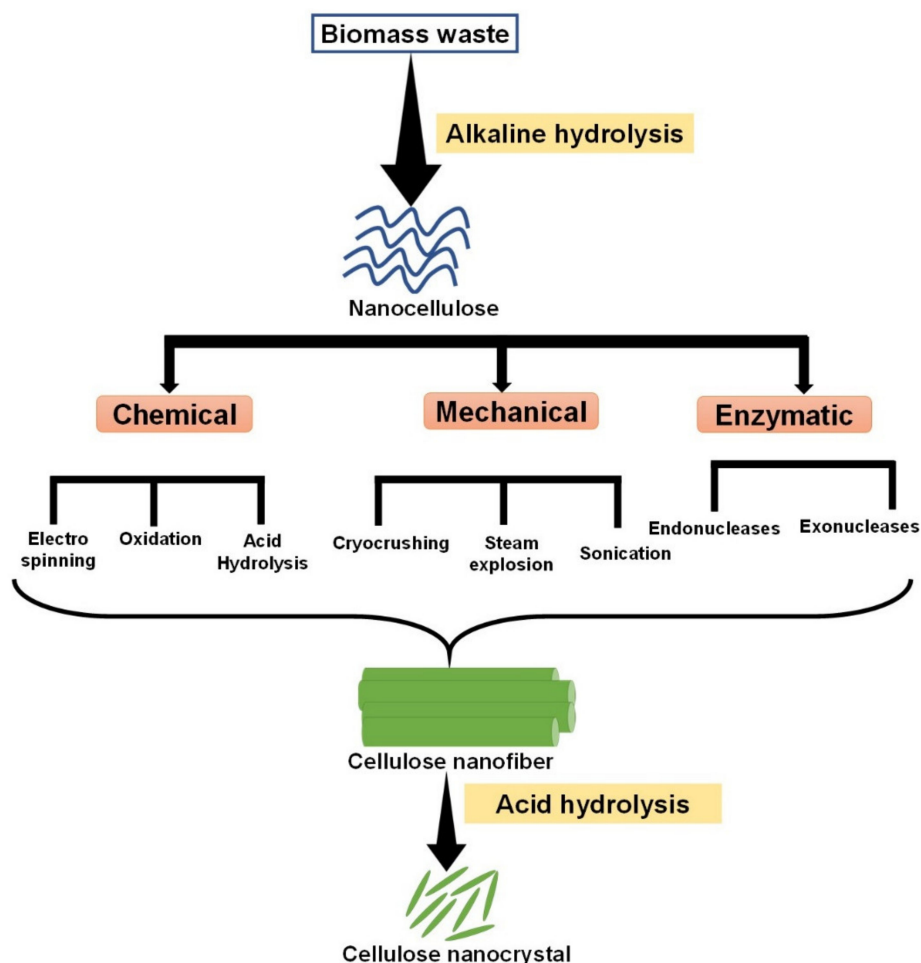 Biomass waste
Alkaline hydrolysis
Nanocellulose
Chemical
Mechanical
Enzymatic
Electro
spinning
Oxidation
Acid
Hydrolysis
Cryocrushing
Steam
explosion
Sonication
Endonucleases
Exonucleases
Cellulose nanofiber
Acid hydrolysis
Cellulose nanocrystal